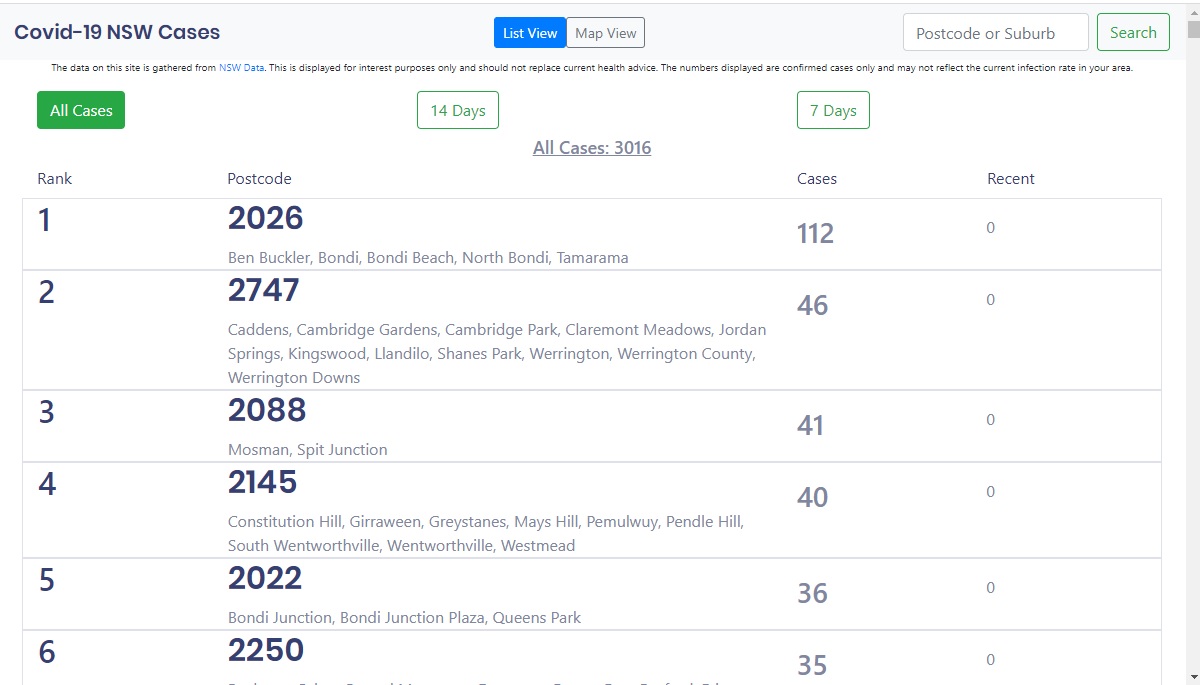 Covid-19 NSW Cases
List View
Map View
Postcode or Suburb
Search
The data on this site is gathered from NSW Data. This is displayed for interest purposes only and should not replace current health advice. The numbers displayed are confirmed cases only and may not reflect the current infection rate in your area.
All Cases
14 Days
7 Days
All Cases: 3016
Rank
Postcode
Cases
Recent
1
2026
Ben Buckler, Bondi, Bondi Beach, North Bondi, Tamarama
112
0
2
2747
Caddens, Cambridge Gardens, Cambridge Park, Claremont Meadows, Jordan
Springs, Kingswood, Llandilo, Shanes Park, Werrington, Werrington County,
Werrington Downs
46
0
3
2088
Mosman, Spit Junction
41
0
4
2145
Constitution Hill, Girraween, Greystanes, Mays Hill, Pemulwuy, Pendle Hill,
South Wentworthville, Wentworthville, Westmead
40
0
5
2022
Bondi Junction, Bondi Junction Plaza, Queens Park
36
0
6
2250
35
0